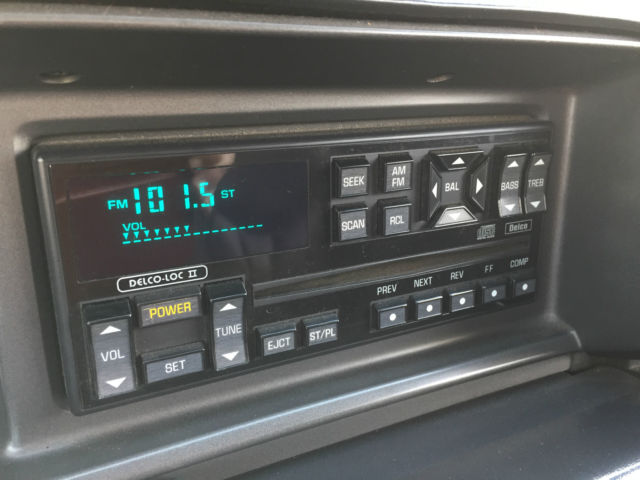 FM 101.5 ST
VOL
SEEK
AM FM
BAL
BASS
TREB
SCAN
RCL
DISC
Delco
DELCO-LOC II
POWER
VOL
TUNE
SET
EJCT
ST/PL
PREV
NEXT
REV
FF
COMP